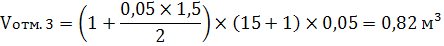 Vотм. 3 = (1 + 0,05 × 1,5 / 2) × (15 + 1) × 0,05 = 0,82 м³